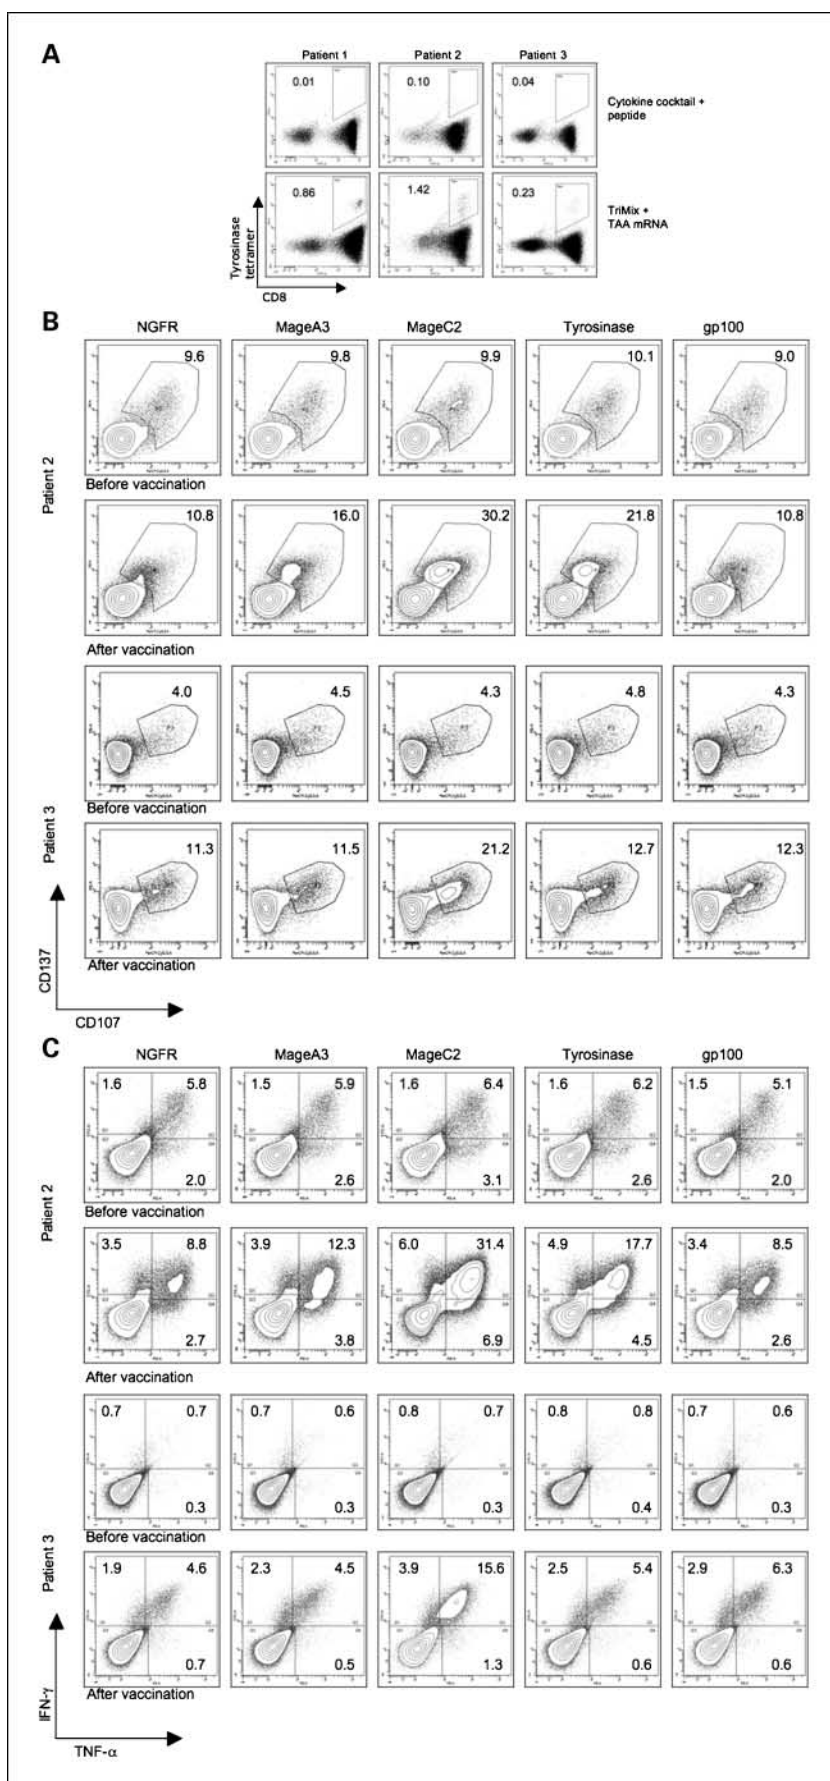 A
Patient 1 Patient 2 Patient 3
0.01 0.10 0.04
Cytokine cocktail +
peptide
0.86 1.42 0.23
TriMix +
TAA mRNA
Tyrosinase
tetramer
CD8
B
NGFR MageA3 MageC2 Tyrosinase gp100
9.6 9.8 9.9 10.1 9.0
Patient 2
Before vaccination
10.8 16.0 30.2 21.8 10.8
After vaccination
4.0 4.5 4.3 4.8 4.3
Before vaccination
Patient 3
11.3 11.5 21.2 12.7 12.3
After vaccination
CD137
CD107
C
NGFR MageA3 MageC2 Tyrosinase gp100
1.6 5.8 1.5 5.9 1.6 6.4 1.6 6.2 1.5 5.1
2.0 2.6 3.1 2.6 2.0
Patient 2
Before vaccination
3.5 8.8 3.9 12.3 6.0 31.4 4.9 17.7 3.4 8.5
2.7 3.8 6.9 4.5 2.6
After vaccination
0.7 0.7 0.7 0.6 0.8 0.7 0.8 0.8 0.7 0.6
0.3 0.3 0.3 0.4 0.3
Before vaccination
Patient 3
1.9 4.6 2.3 4.5 3.9 15.6 2.5 5.4 2.9 6.3
0.7 0.5 1.3 0.6 0.6
After vaccination
IFN-γ
TNF-α